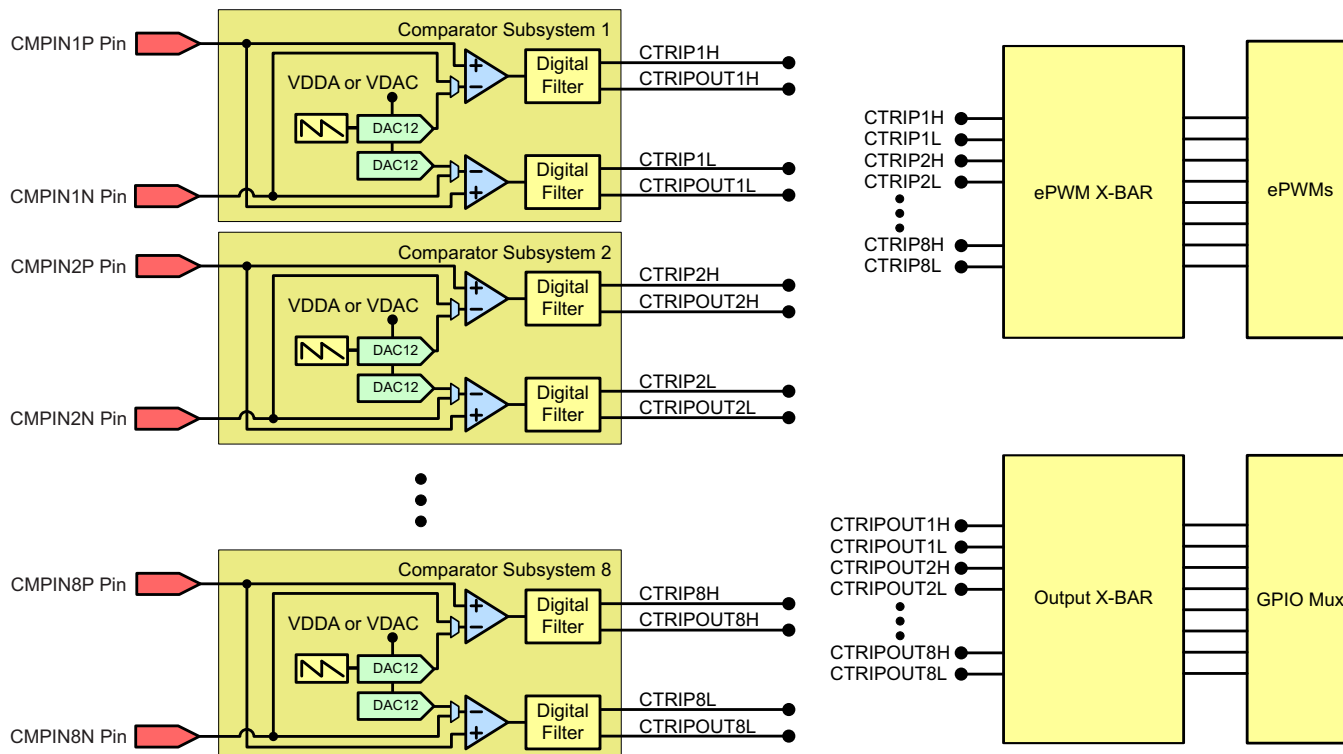 Comparator Subsystem 1
CMPIN1P Pin
VDDA or VDAC
DAC12
DAC12
Digital
Filter
CTRIP1H
CTRIPOUT1H
Digital
Filter
CTRIP1L
CTRIPOUT1L
CMPIN1N Pin
Comparator Subsystem 2
CMPIN2P Pin
VDDA or VDAC
DAC12
DAC12
Digital
Filter
CTRIP2H
CTRIPOUT2H
Digital
Filter
CTRIP2L
CTRIPOUT2L
CMPIN2N Pin
Comparator Subsystem 8
CMPIN8P Pin
VDDA or VDAC
DAC12
DAC12
Digital
Filter
CTRIP8H
CTRIPOUT8H
Digital
Filter
CTRIP8L
CTRIPOUT8L
CMPIN8N Pin
CTRIP1H
CTRIP1L
CTRIP2H
CTRIP2L
CTRIP8H
CTRIP8L
ePWM X-BAR
ePWMs
CTRIPOUT1H
CTRIPOUT1L
CTRIPOUT2H
CTRIPOUT2L
CTRIPOUT8H
CTRIPOUT8L
Output X-BAR
GPIO Mux